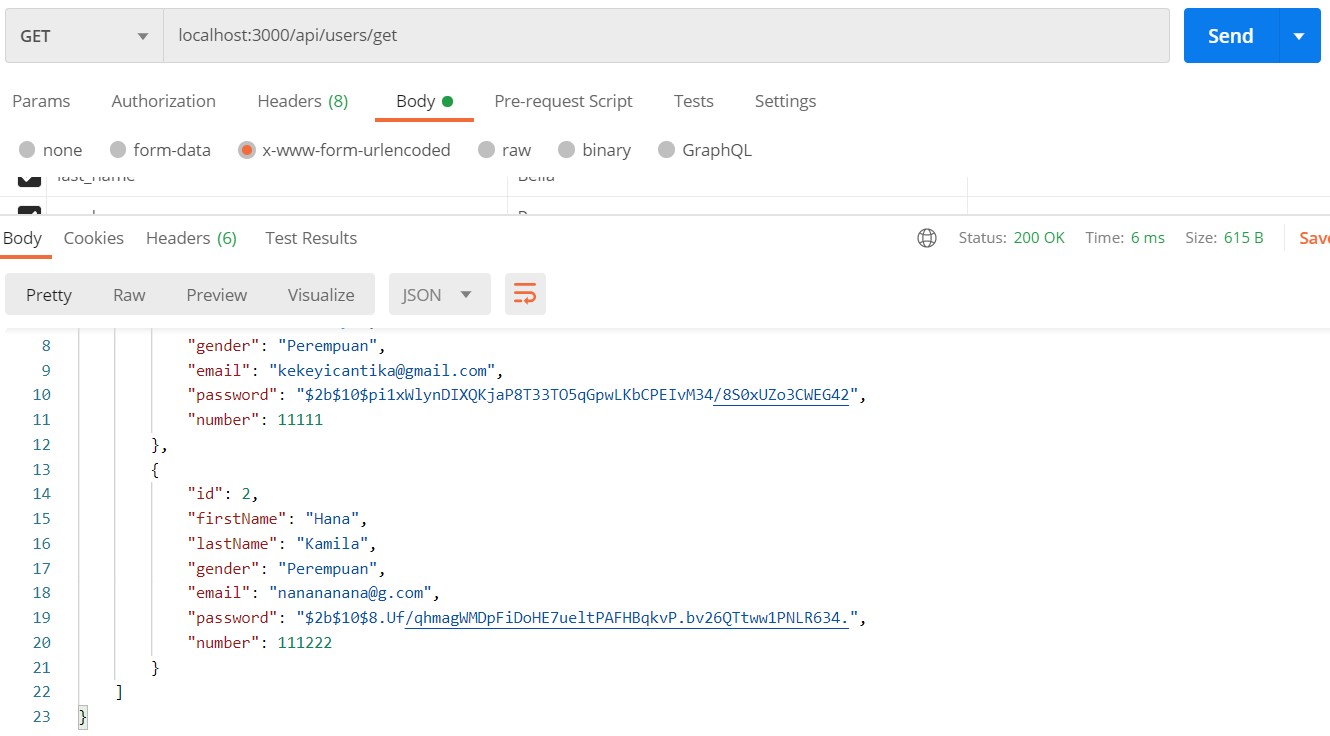 GET localhost:3000/api/users/get Send
Params Authorization Headers (8) Body Pre-request Script Tests Settings
none form-data x-www-form-urlencoded raw binary GraphQL
last_name Bella
Body Cookies Headers (6) Test Results Status: 200 OK Time: 6 ms Size: 615 B Save
Pretty Raw Preview Visualize JSON
8 "gender": "Perempuan",
9 "email": "kekeyicantika@gmail.com",
10 "password": "$2b$10$pi1xWlynDIXQKjaP8T33TO5qGpwLKbCPEIvM34/8S0xUZo3CWEG42",
11 "number": 11111
12 },
13 {
14 "id": 2,
15 "firstName": "Hana",
16 "lastName": "Kamila",
17 "gender": "Perempuan",
18 "email": "nanananana@g.com",
19 "password": "$2b$10$8.Uf/qhmagWMDpFiDoHE7ueltPAFHBqkvP.bv26QTtww1PNLR634.",
20 "number": 111222
21 }
22 ]
23 }